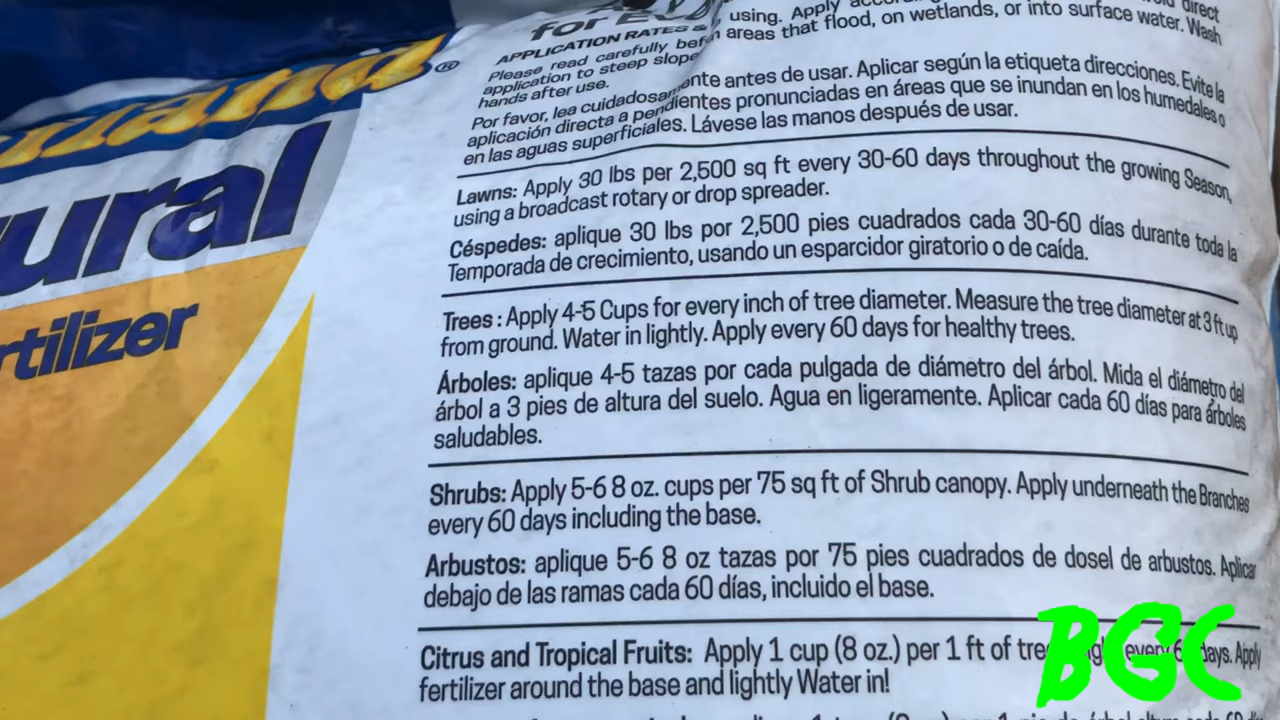 for
APPLICATION RATES &
using. Apply
direct
Please read carefully
areas that flood, on wetlands, or into surface water. Wash
application to steep
hands after use.
Por favor, lea cuidadosamente antes de usar. Aplicar según la etiqueta direcciones. Evite la
aplicación directa a pendientes pronunciadas en áreas que se inundan en los humedales o
en las aguas superficiales. Lávese las manos después de usar.
Lawns: Apply 30 lbs per 2,500 sq ft every 30-60 days throughout the growing Season,
using a broadcast rotary or drop spreader.
Céspedes: aplique 30 lbs por 2,500 pies cuadrados cada 30-60 días durante toda la
Temporada de crecimiento, usando un esparcidor giratorio o de caída.
Trees : Apply 4-5 Cups for every inch of tree diameter. Measure the tree diameter at 3 ft up
from ground. Water in lightly. Apply every 60 days for healthy trees.
Árboles: aplique 4-5 tazas por cada pulgada de diámetro del árbol. Mida el diámetro del
árbol a 3 pies de altura del suelo. Agua en ligeramente. Aplicar cada 60 días para árboles
saludables.
Shrubs: Apply 5-6 8 oz. cups per 75 sq ft of Shrub canopy. Apply underneath the Branches
every 60 days including the base.
Arbustos: aplique 5-6 8 oz tazas por 75 pies cuadrados de dosel de arbustos. Aplicar
debajo de las ramas cada 60 días, incluido el base.
Citrus and Tropical Fruits: Apply 1 cup (8 oz.) per 1 ft of every days. Apply
fertilizer around the base and lightly Water in!
BGC